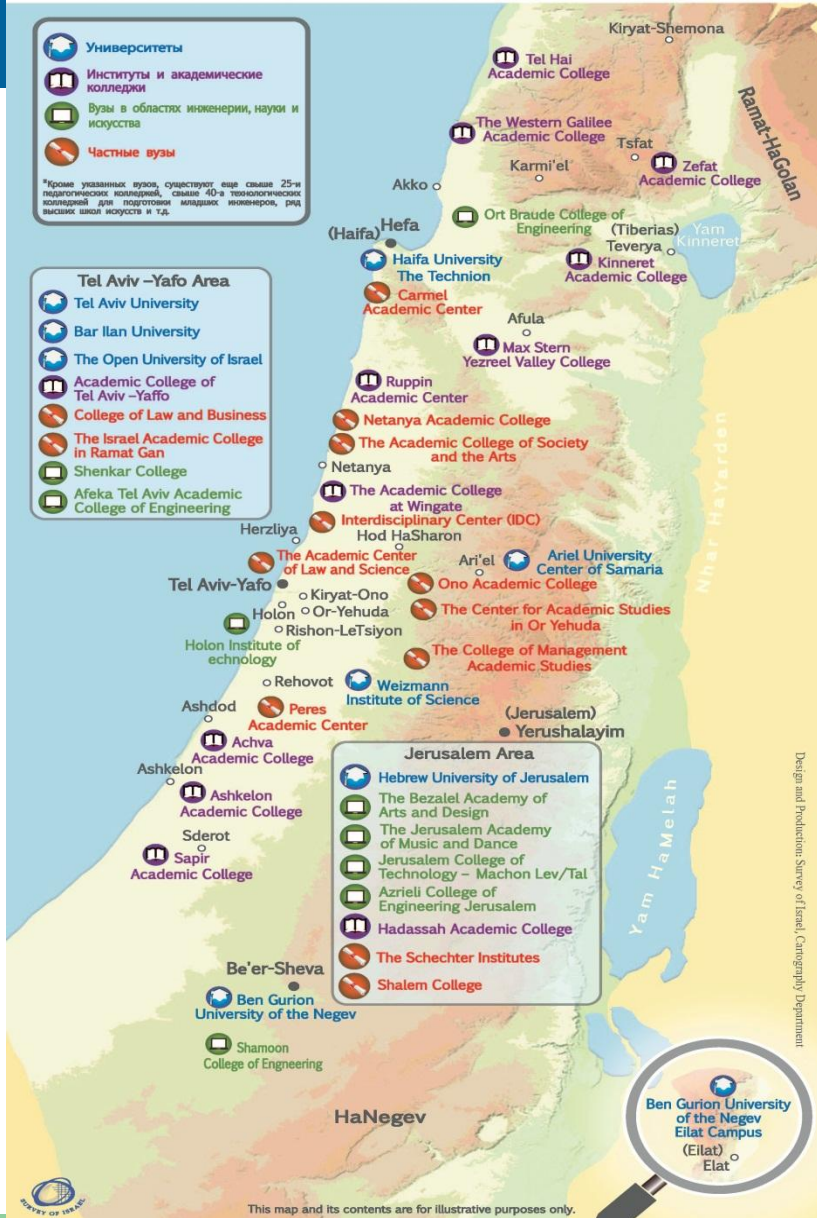 Университеты
Институты и академические
колледжи
Вузы в областях инженерии, науки и
искусства
Частные вузы
*Кроме указанных вузов, существуют еще свыше 25-и
педагогических колледжей, свыше 40-а технологических
колледжей для подготовки младших инженеров, ряд
высших школ искусств и т.д.
Kiryat-Shemona
Tel Hai
Academic College
Ramat-HaGolan
The Western Galilee
Academic College
Tsfat
Zefat
Academic College
Karmi'el
Akko
Ort Braude College of
Engineering
(Haifa) Hefa
(Tiberias)
Teverya
Yam
Kinneret
Haifa University
The Technion
Kinneret
Academic College
Carmel
Academic Center
Afula
Max Stern
Yezreel Valley College
Tel Aviv –Yafo Area
Tel Aviv University
Bar Ilan University
The Open University of Israel
Academic College of
Tel Aviv –Yaffo
College of Law and Business
The Israel Academic College
in Ramat Gan
Shenkar College
Afeka Tel Aviv Academic
College of Engineering
Ruppin
Academic Center
Netanya Academic College
The Academic College of Society
and the Arts
Netanya
The Academic College
at Wingate
Interdisciplinary Center (IDC)
Herzliya
Hod HaSharon
The Academic Center
of Law and Science
Ari'el
Ariel University
Center of Samaria
Nhar HaYarden
Tel Aviv-Yafo
Ono Academic College
Kiryat-Ono
Holon
Or-Yehuda
The Center for Academic Studies
in Or Yehuda
Rishon-LeTsiyon
Holon Institute of
echnology
The College of Management
Academic Studies
Rehovot
Weizmann
Institute of Science
Peres
Academic Center
Ashdod
(Jerusalem)
Yerushalayim
Achva
Academic College
Ashkelon
Ashkelon
Academic College
Sderot
Sapir
Academic College
Jerusalem Area
Hebrew University of Jerusalem
The Bezalel Academy of
Arts and Design
The Jerusalem Academy
of Music and Dance
Jerusalem College of
Technology – Machon Lev/Tal
Azrieli College of
Engineering Jerusalem
Hadassah Academic College
The Schechter Institutes
Shalem College
Yam HaMelah
Design and Production: Survey of Israel, Cartography Department
Be'er-Sheva
Ben Gurion
University of the Negev
Shamoon
College of Engneering
HaNegev
Ben Gurion University
of the Negev
Eilat Campus
(Eilat)
Elat
SURVEY OF ISRAEL
This map and its contents are for illustrative purposes only.